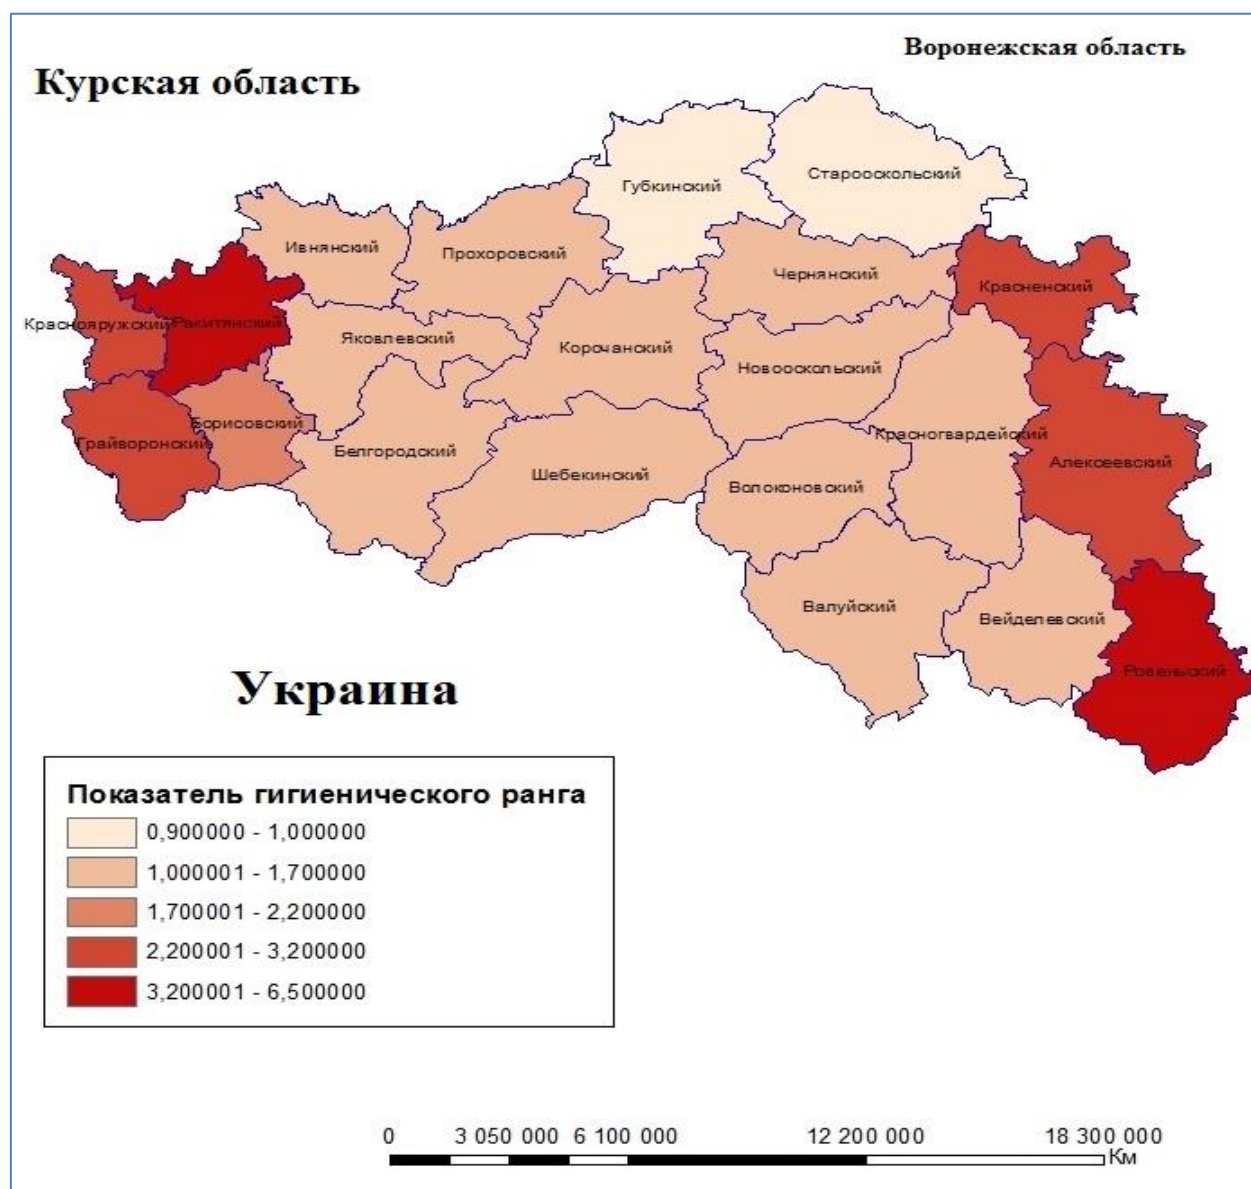 Воронежская область
Курская область
Губкинский
Старооскольский
Ивнянский
Прохоровский
Чернянский
Красненский
Краснояружский
Ракитянский
Яковлевский
Корочанский
Новооскольский
Борисовский
Грайворонский
Белгородский
Красногвардейский
Шебекинский
Волоконовский
Алексеевский
Валуйский
Вейделевский
Ровеньский
Украина
Показатель гигиенического ранга
0,900000 - 1,000000
1,000001 - 1,700000
1,700001 - 2,200000
2,200001 - 3,200000
3,200001 - 6,500000
0 3 050 000 6 100 000 12 200 000 18 300 000
Км